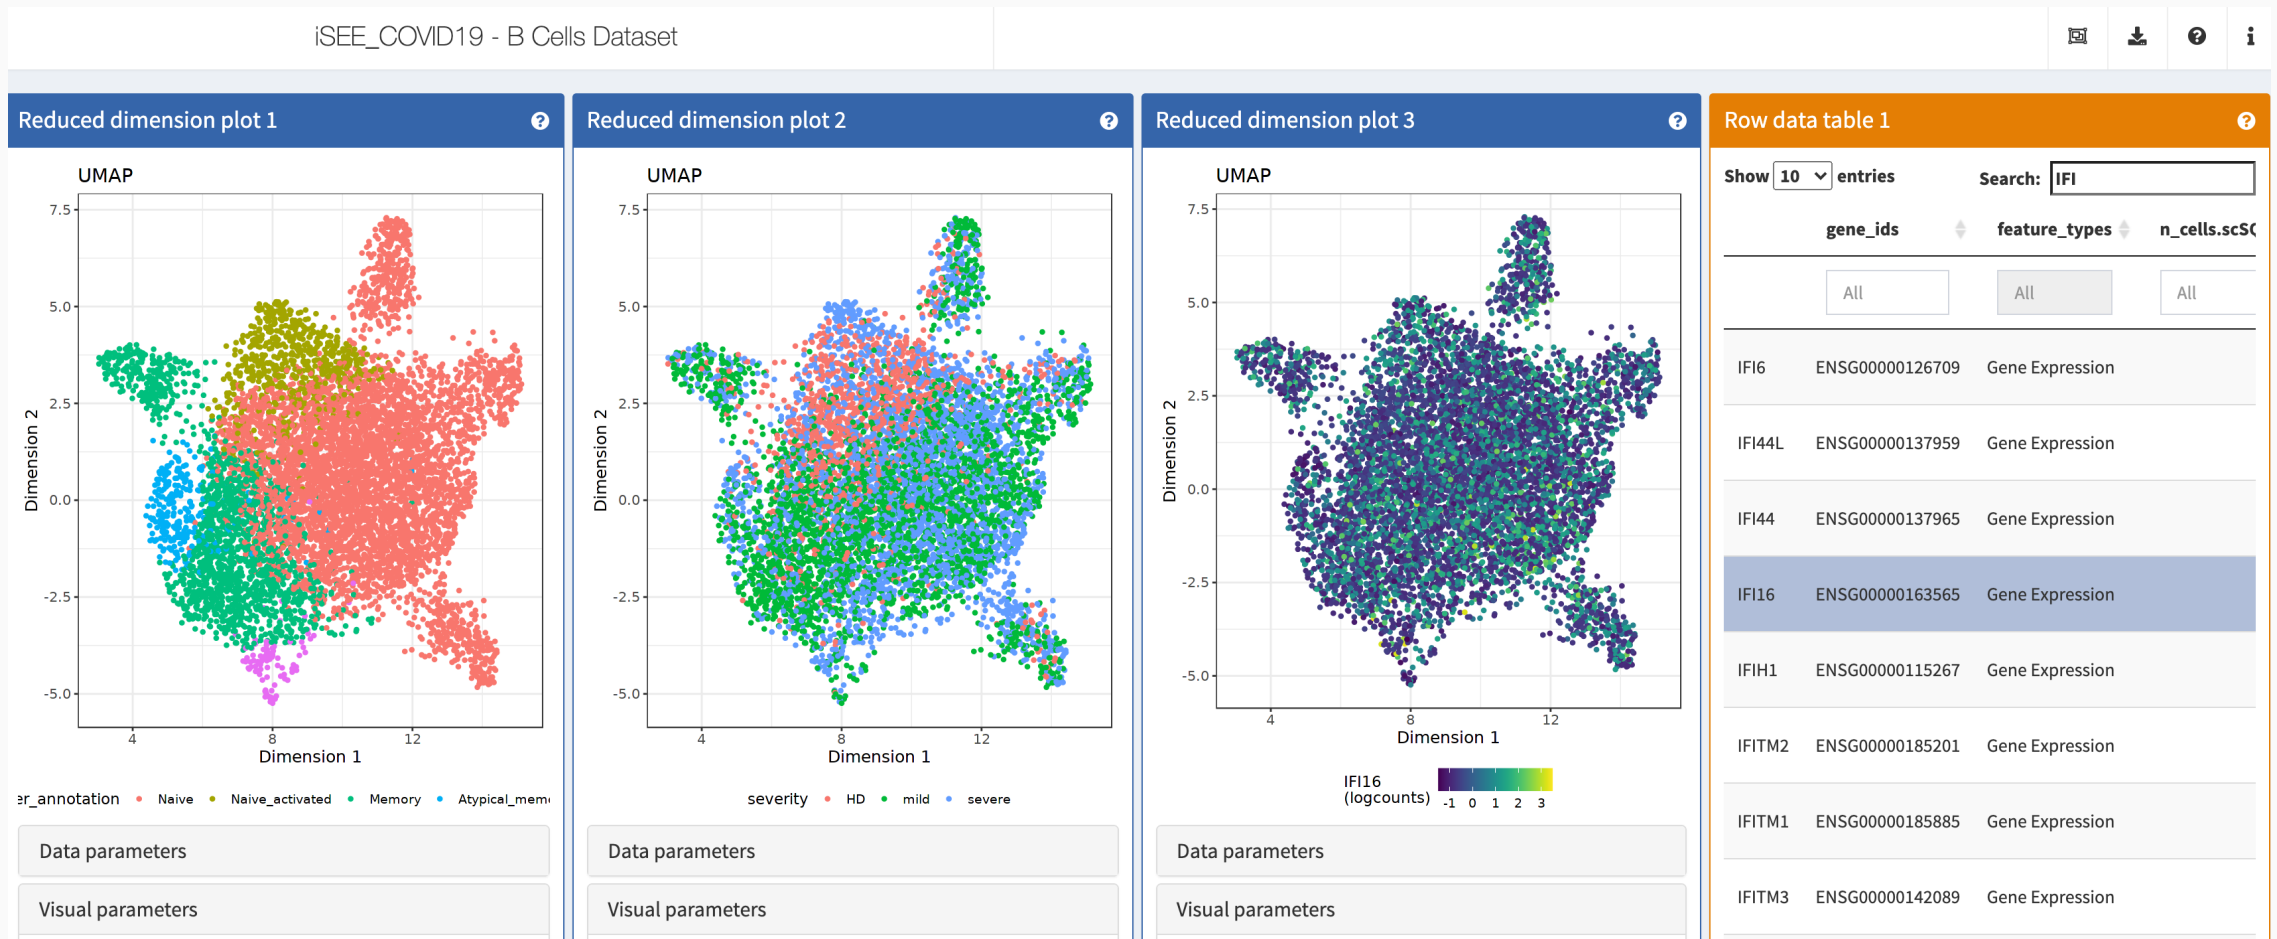 iSEE_COVID19 - B Cells Dataset
Reduced dimension plot 1
UMAP
7.5
5.0
2.5
0.0
-2.5
-5.0
Dimension 2
4 8 12
Dimension 1
er_annotation Naive Naive_activated Memory Atypical_mem
Data parameters
Visual parameters
Reduced dimension plot 2
UMAP
7.5
5.0
2.5
0.0
-2.5
-5.0
Dimension 2
4 8 12
Dimension 1
severity HD mild severe
Data parameters
Visual parameters
Reduced dimension plot 3
UMAP
7.5
5.0
2.5
0.0
-2.5
-5.0
Dimension 2
4 8 12
Dimension 1
IFI16
(logcounts)
-1 0 1 2 3
Data parameters
Visual parameters
Row data table 1
Show 10 entries Search: IFI
gene_ids feature_types n_cells.scSC
All All All
IFI6 ENSG00000126709 Gene Expression
IFI44L ENSG00000137959 Gene Expression
IFI44 ENSG00000137965 Gene Expression
IFI16 ENSG00000163565 Gene Expression
IFIH1 ENSG00000115267 Gene Expression
IFITM2 ENSG00000185201 Gene Expression
IFITM1 ENSG00000185885 Gene Expression
IFITM3 ENSG00000142089 Gene Expression